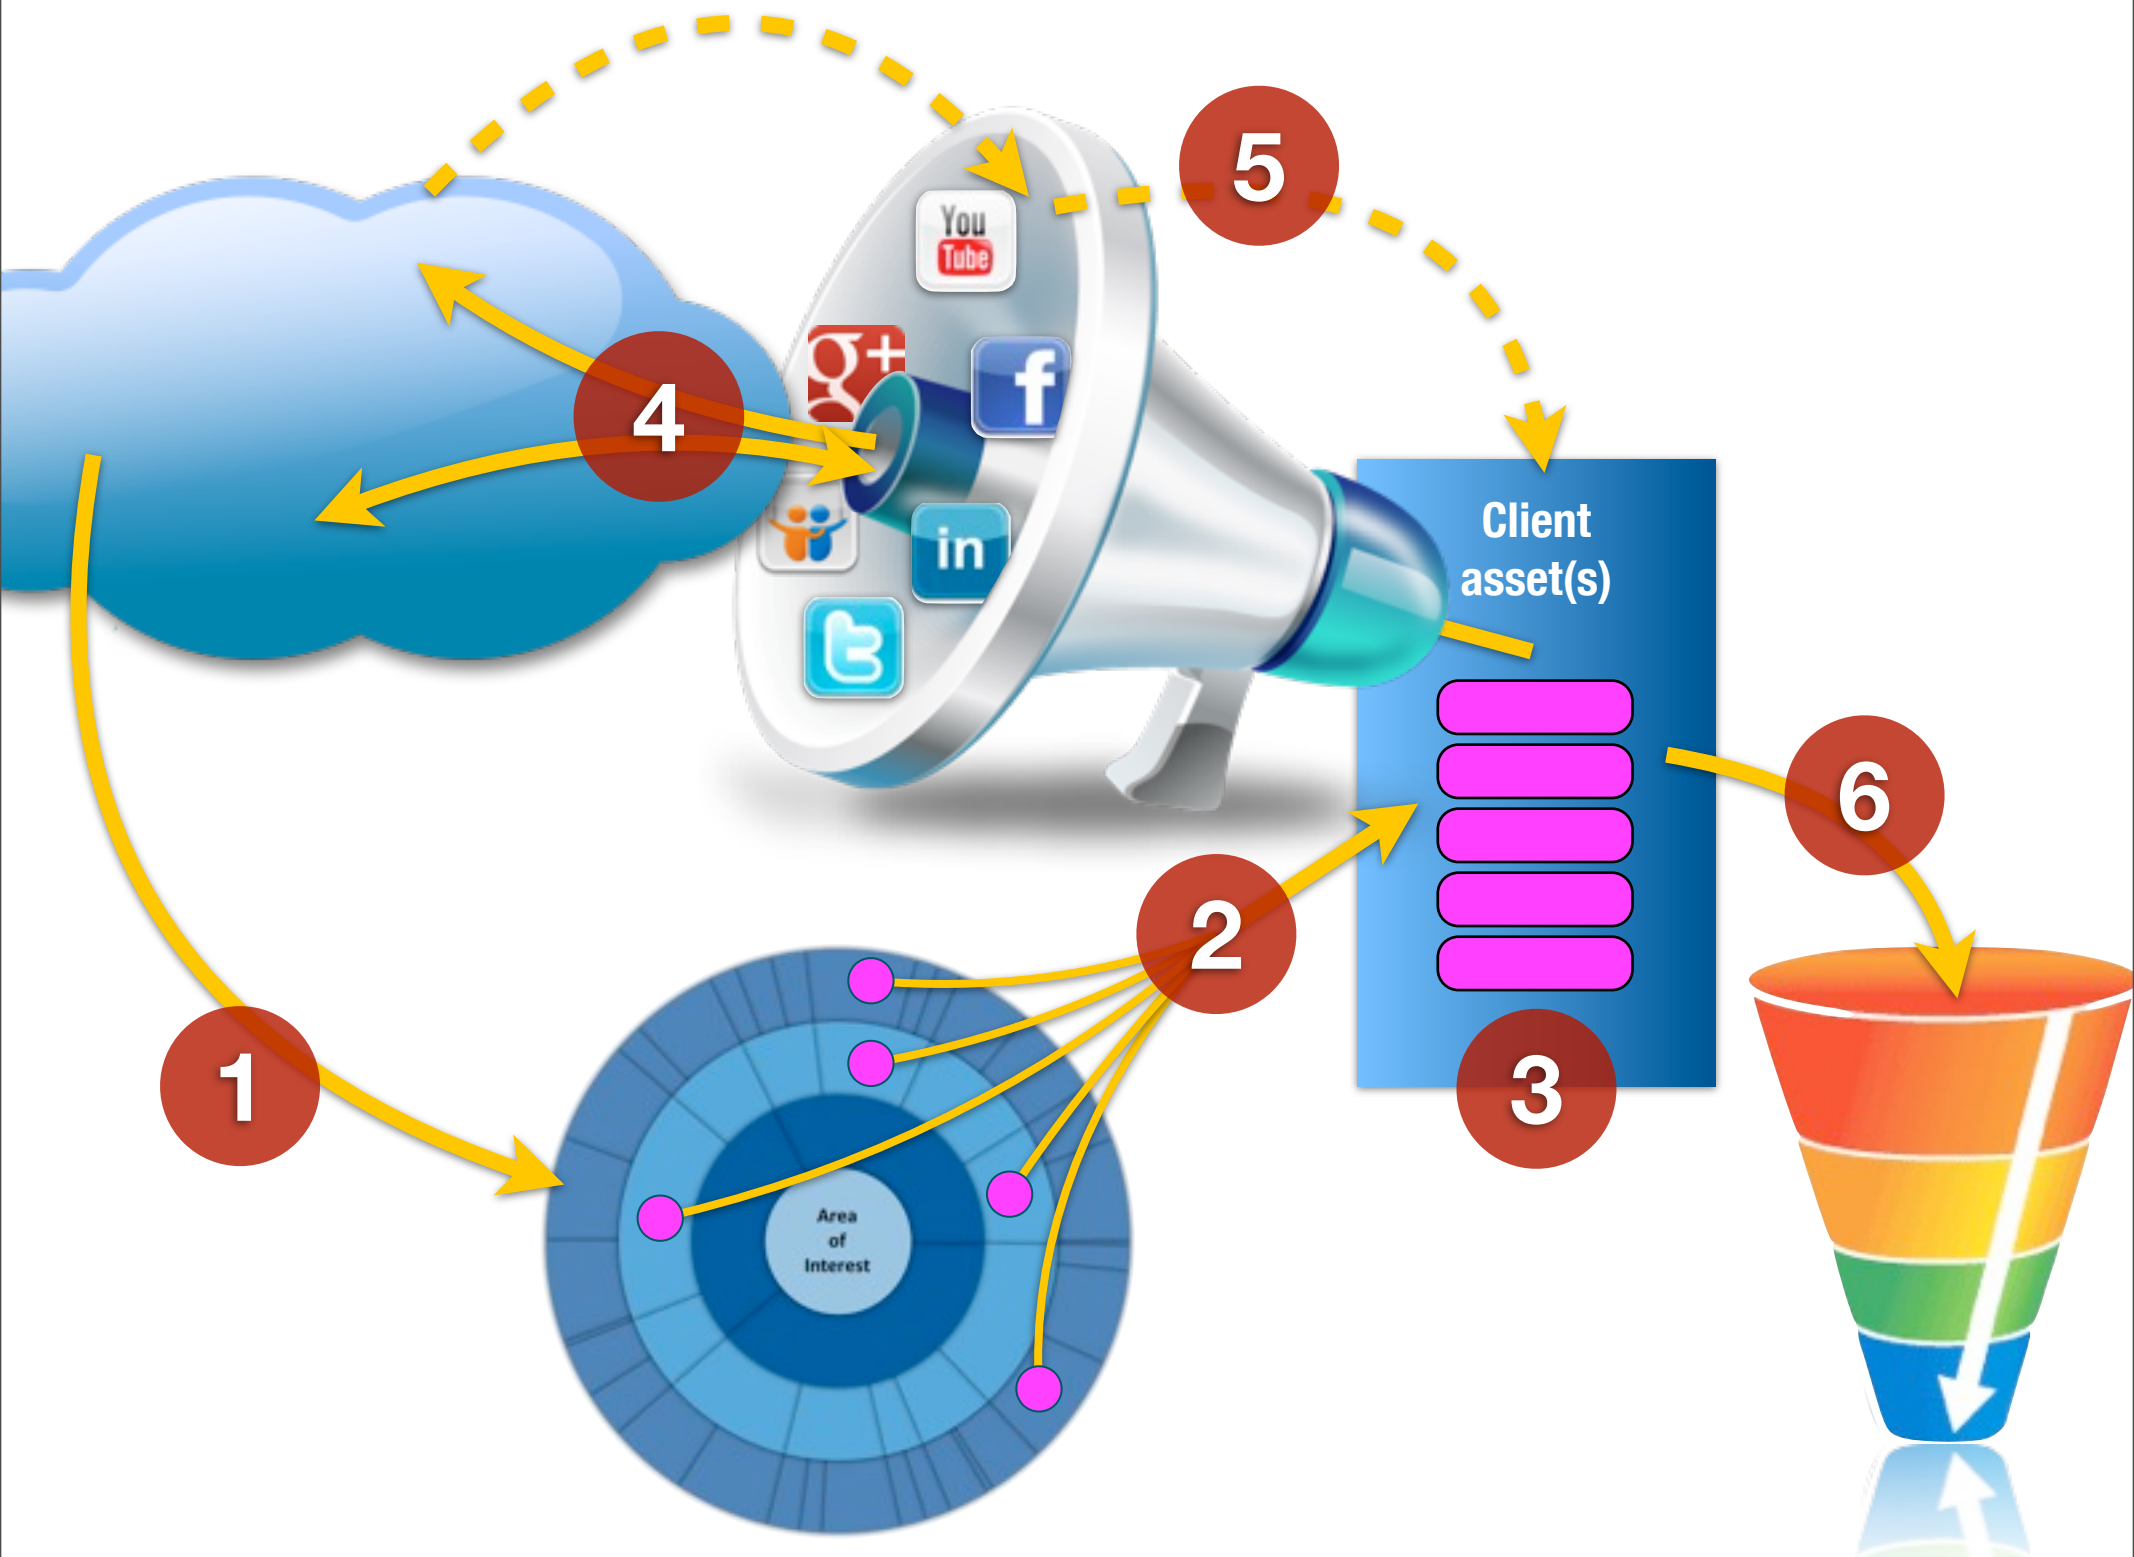 5
You
Tube
g+
f
4
Client
asset(s)
in
t
6
2
1
3
Area
of
Interest